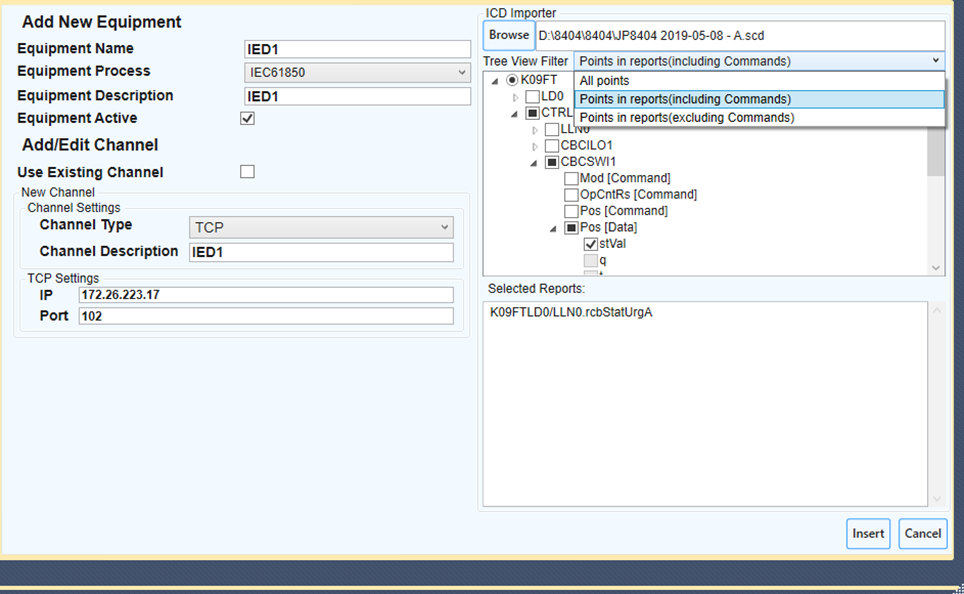 Add New Equipment
Equipment Name IED1
Equipment Process IEC61850
Equipment Description IED1
Equipment Active
Add/Edit Channel
Use Existing Channel
New Channel
Channel Settings
Channel Type TCP
Channel Description IED1
TCP Settings
IP 172.26.223.17
Port 102
ICD Importer
Browse D:\8404\8404\JP8404 2019-05-08 - A.scd
Tree View Filter Points in reports(including Commands)
All points
Points in reports(including Commands)
Points in reports(excluding Commands)
K09FT
LD0
CTRL
LLN0
CBCILO1
CBCSWI1
Mod [Command]
OpCntRs [Command]
Pos [Command]
Pos [Data]
stVal
q
Selected Reports:
K09FTLD0/LLN0.rcbStatUrgA
Insert Cancel